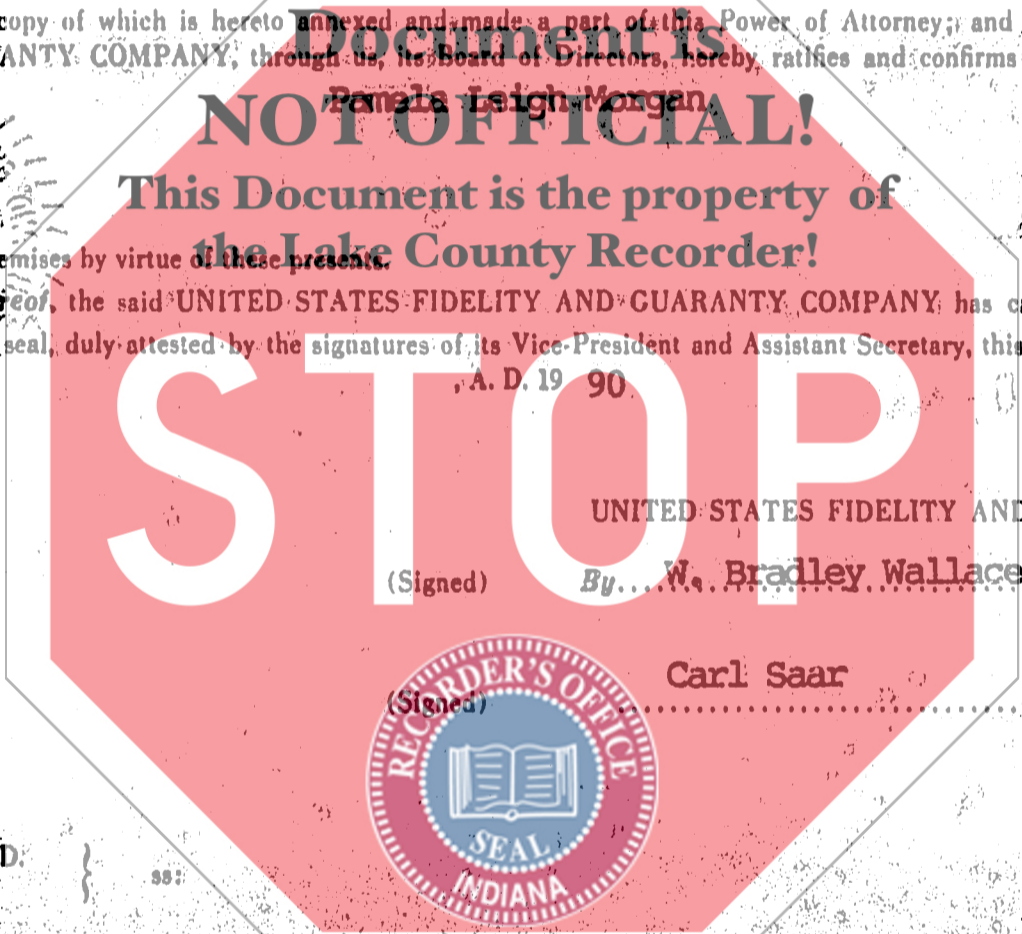 copy of which is hereto annexed and made a part of this Power of Attorney; and
Document is
ANTY COMPANY, through us, its Board of Directors, hereby ratifies and confirms
Pamela Leigh Morgan
NOT OFFICIAL!
This Document is the property of
the Lake County Recorder!
emises by virtue of these presents.
eof, the said UNITED STATES FIDELITY AND GUARANTY COMPANY has c
seal, duly attested by the signatures of its Vice-President and Assistant Secretary, this
, A. D. 19 90
STOP
UNITED STATES FIDELITY AND
(Signed) By....W. Bradley Wallace
Carl Saar
(Signed)
RECORDER'S OFFICE
SEAL
INDIANA
D.
ss: